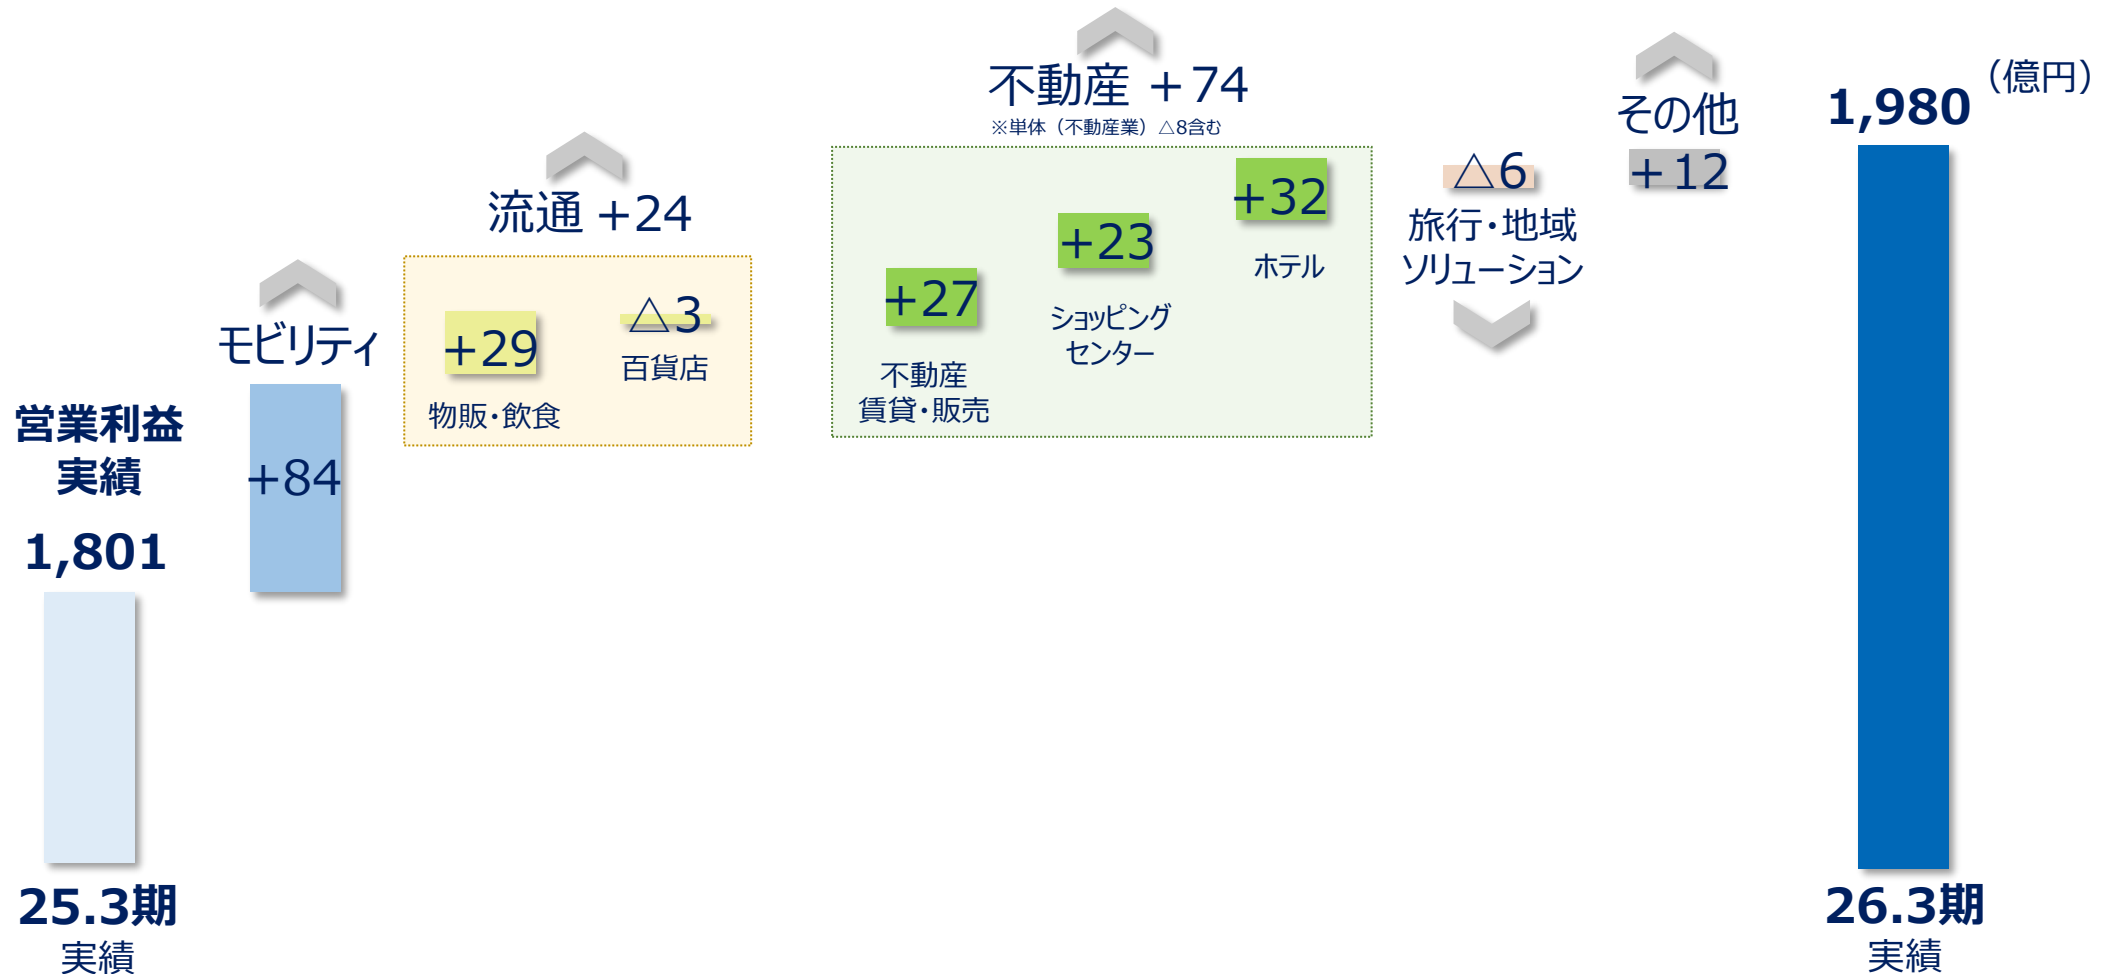 営業利益
実績
1,801
25.3期
実績
モビリティ
+84
流通 +24
+29
物販・飲食
△3
百貨店
不動産 +74
※単体（不動産業）△8含む
+27
不動産
賃貸・販売
+23
ショッピング
センター
+32
ホテル
△6
旅行・地域
ソリューション
その他
+12
（億円）
1,980
26.3期
実績